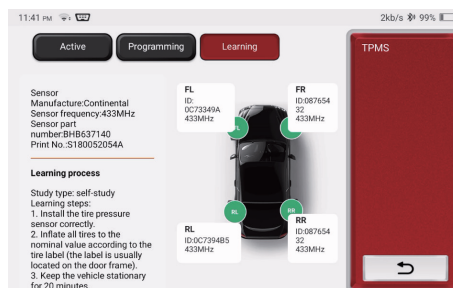 11:41 PM
2kb/s 99%
Active
Programming
Learning
TPMS
Sensor
Manufacture:Continental
Sensor frequency:433MHz
Sensor part
number:BHB637140
Print No.:S180052054A
Learning process
Study type: self-study
Learning steps:
1. Install the tire pressure
sensor correctly.
2. Inflate all tires to the
nominal value according to the
tire label (the label is usually
located on the door frame).
3. Keep the vehicle stationary
for 20 minutes
FL
ID:
0C73349A
433MHz
FR
ID:087654
32
433MHz
RL
RR
RL
ID:0C7394B5
433MHz
RR
ID:087654
32
433MHz